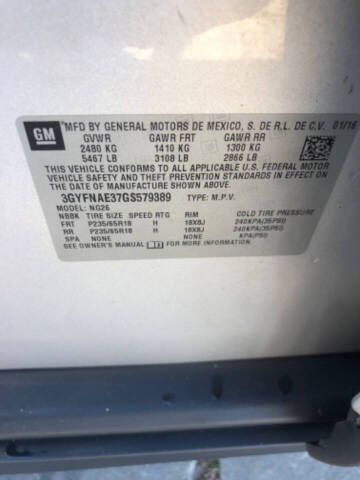 GM
MFD BY GENERAL MOTORS DE MEXICO, S. DE R.L. DE C.V. 01/16
GVWR GAWR FRT GAWR RR
2480 KG 1410 KG 1300 KG
5467 LB 3108 LB 2866 LB
THIS VEHICLE CONFORMS TO ALL APPLICABLE U.S. FEDERAL MOTOR
VEHICLE SAFETY, BUMPER, AND THEFT PREVENTION STANDARDS IN EFFECT ON
THE DATE OF MANUFACTURE SHOWN ABOVE.
3GYFNAE37GS579389 TYPE: M.P.V.
MODEL: NG26
NBBK TIRE SIZE SPEED RTG RIM COLD TIRE PRESSURE
FRT P235/65R18 H 18X8J 240KPA(35PSI)
RR P235/65R18 H 18X8J 240KPA(35PSI)
SPA NONE NONE KPA(PSI)
SEE OWNER'S MANUAL FOR ADDITIONAL INFORMATION.